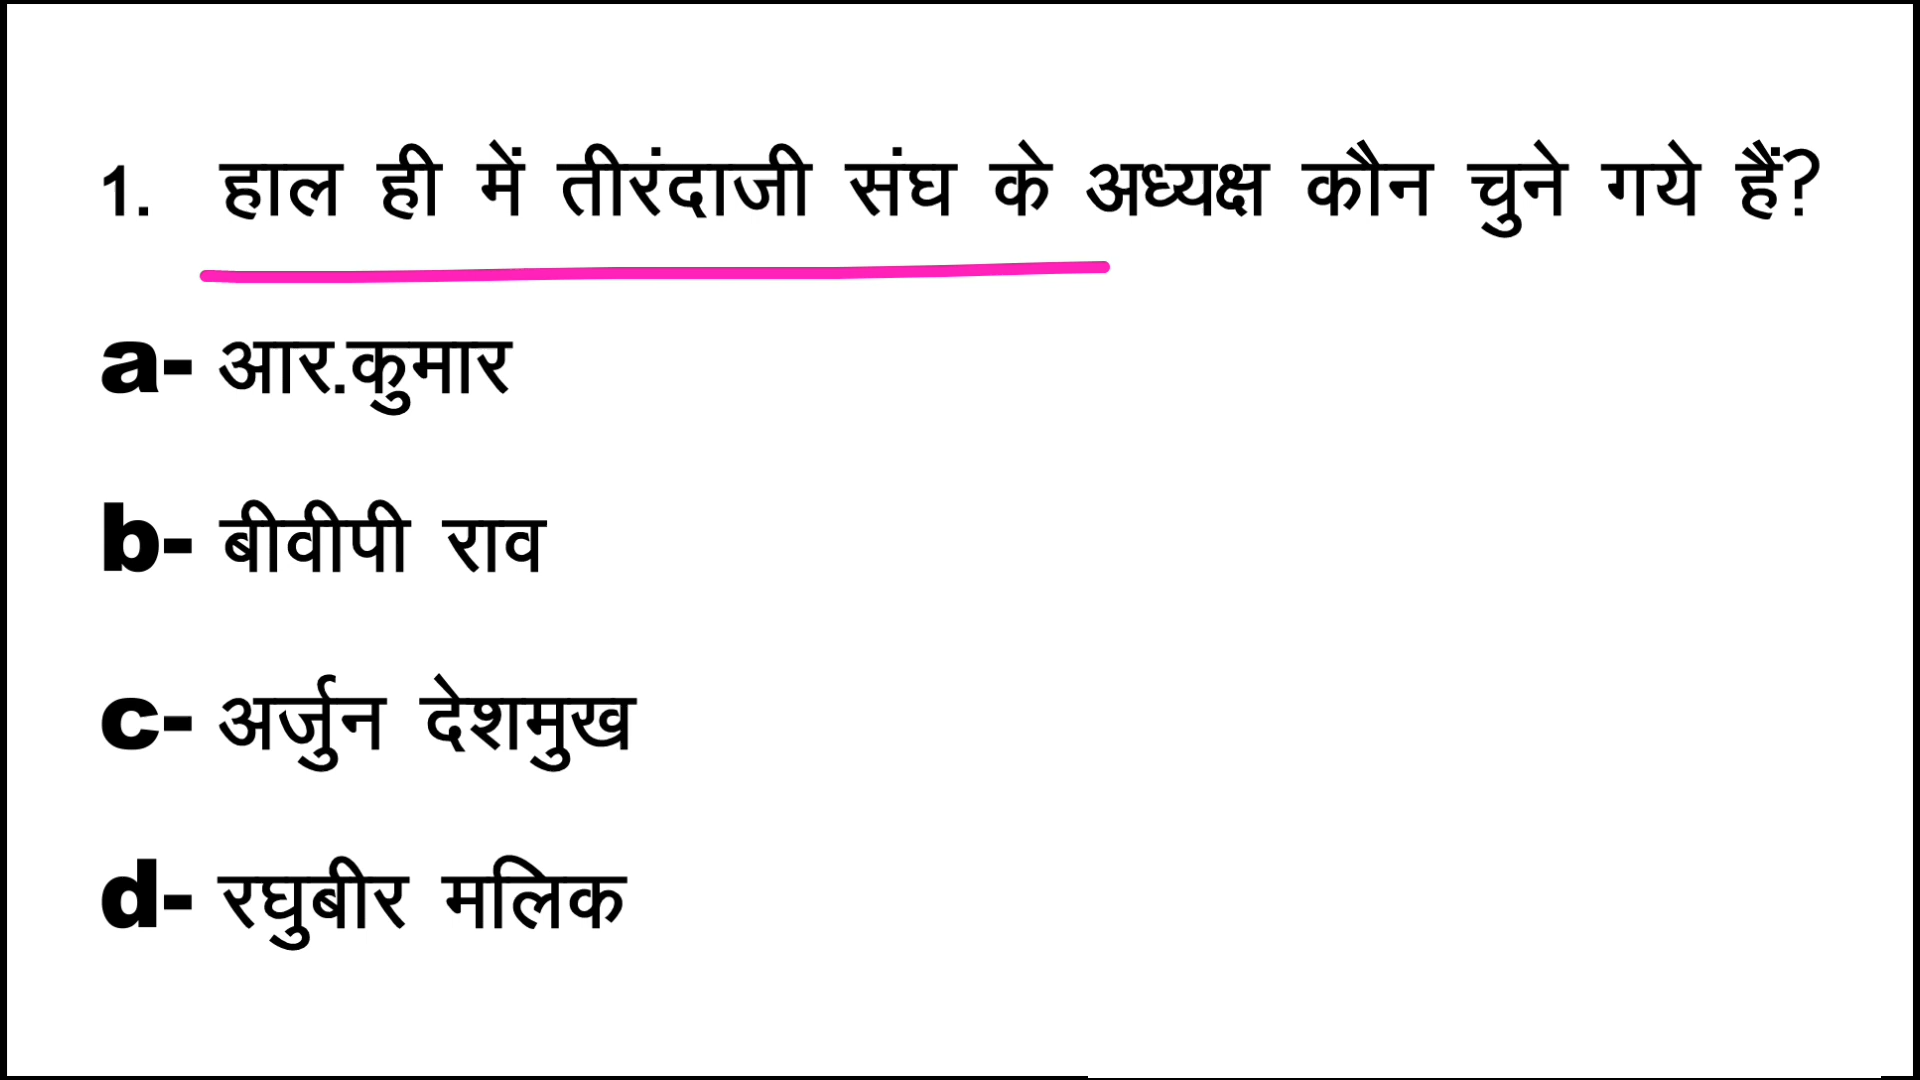 1. हाल ही में तीरंदाजी संघ के अध्यक्ष कौन चुने गये हैं?
a- आर.कुमार
b- बीवीपी राव
c- अर्जुन देशमुख
d- रघुबीर मलिक